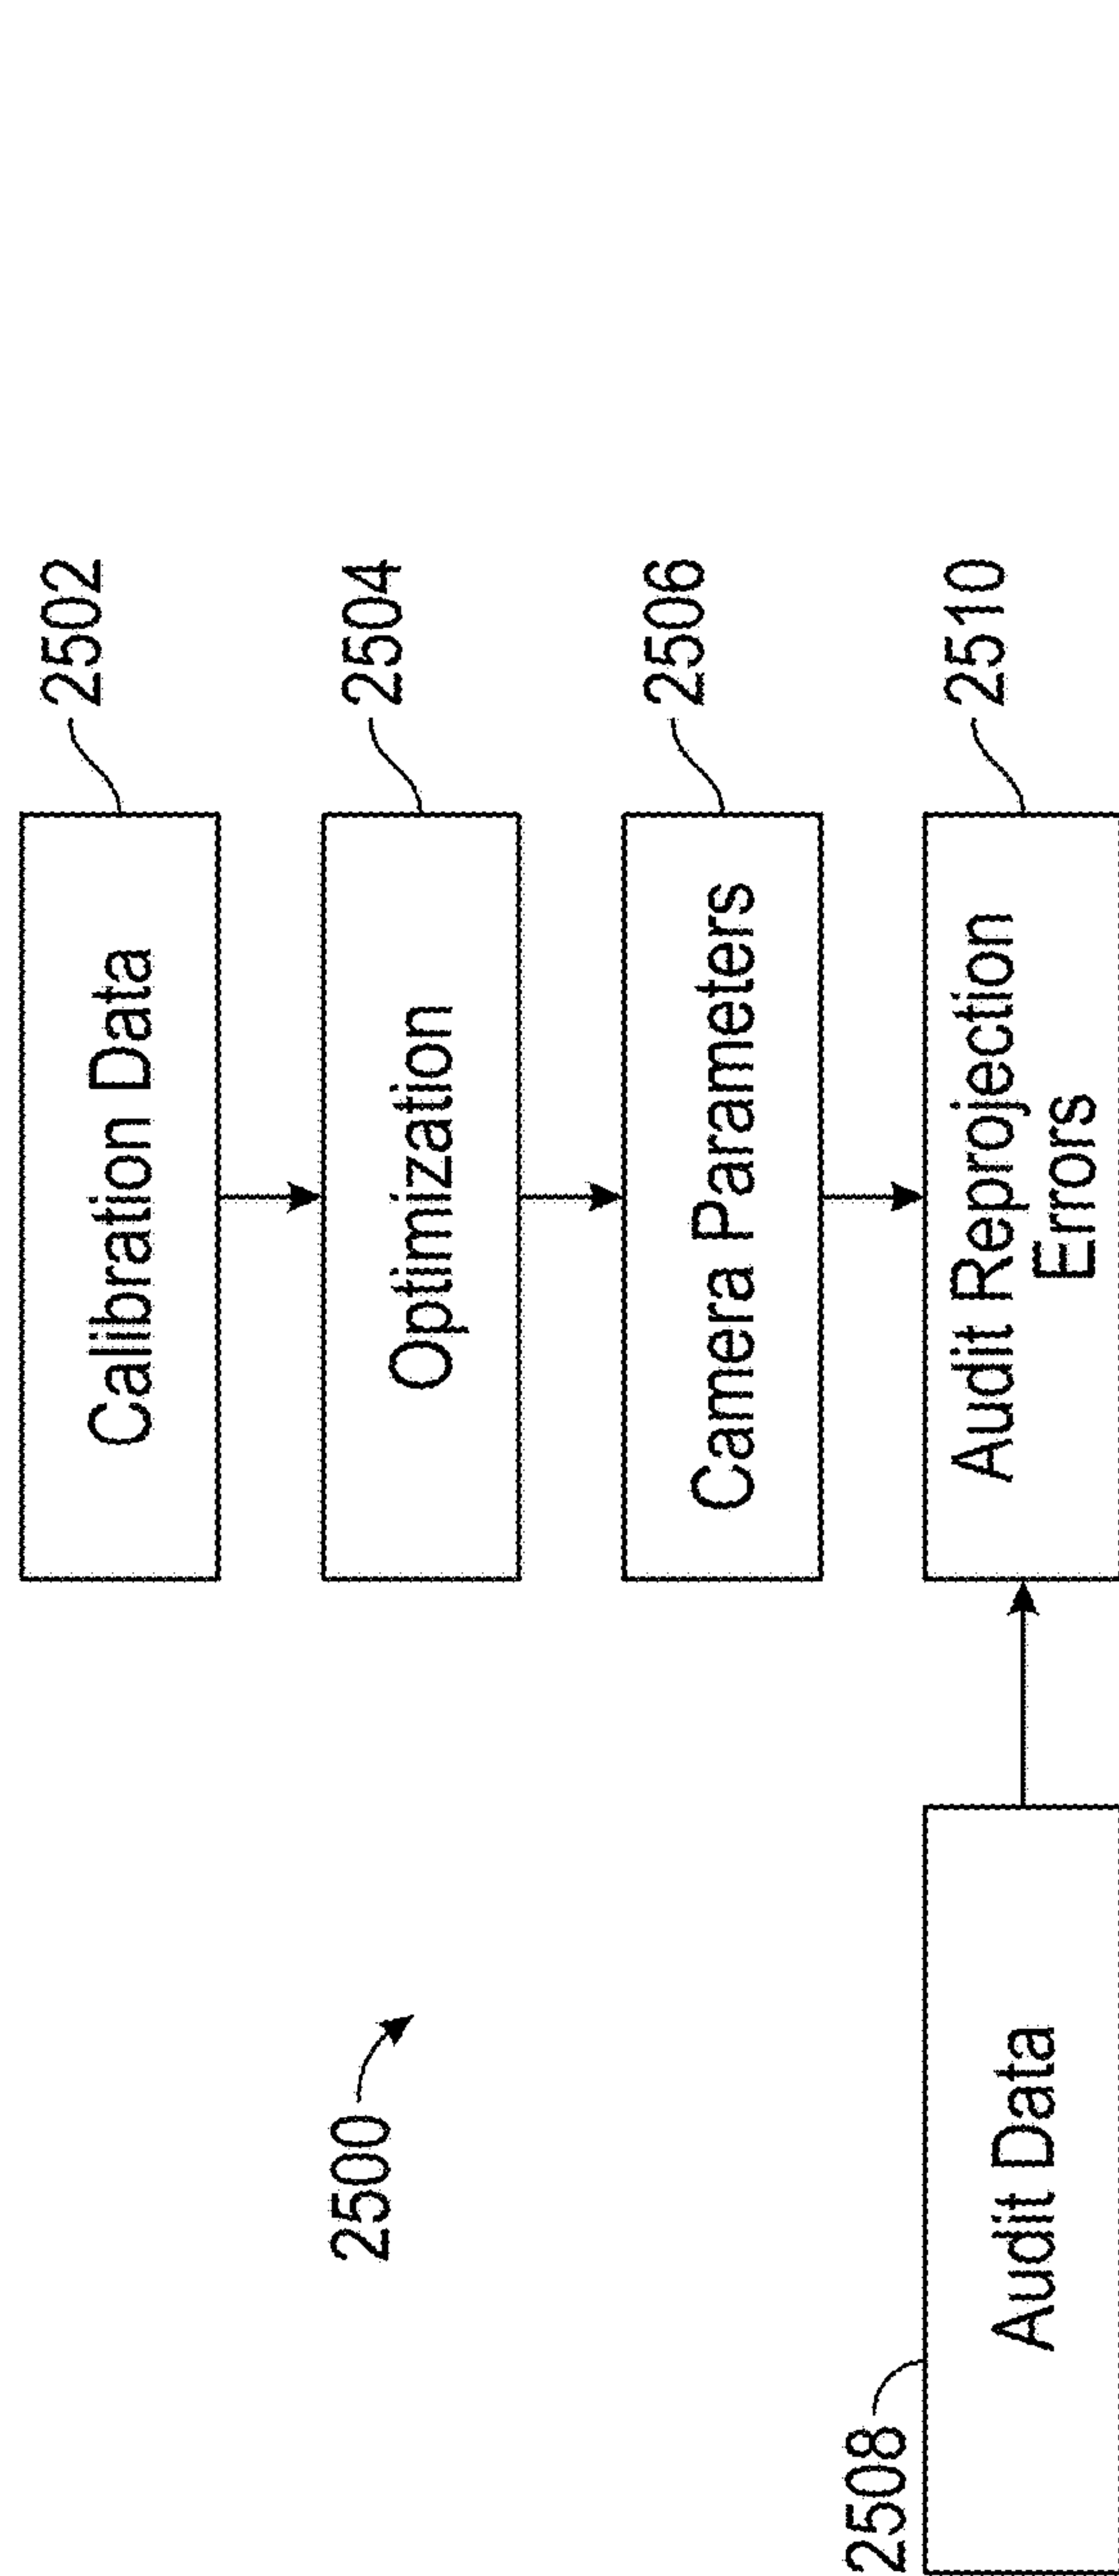 Calibration Data
2502
2500
Optimization
2504
Camera Parameters
2506
2508
Audit Data
Audit Reprojection
Errors
2510